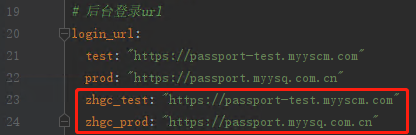 19 # 后台登录url
20 login_url:
21 test: "https://passport-test.myyscm.com"
22 prod: "https://passport.myysq.com.cn"
23 zhgc_test: "https://passport-test.myyscm.com"
24 zhgc_prod: "https://passport.myysq.com.cn"